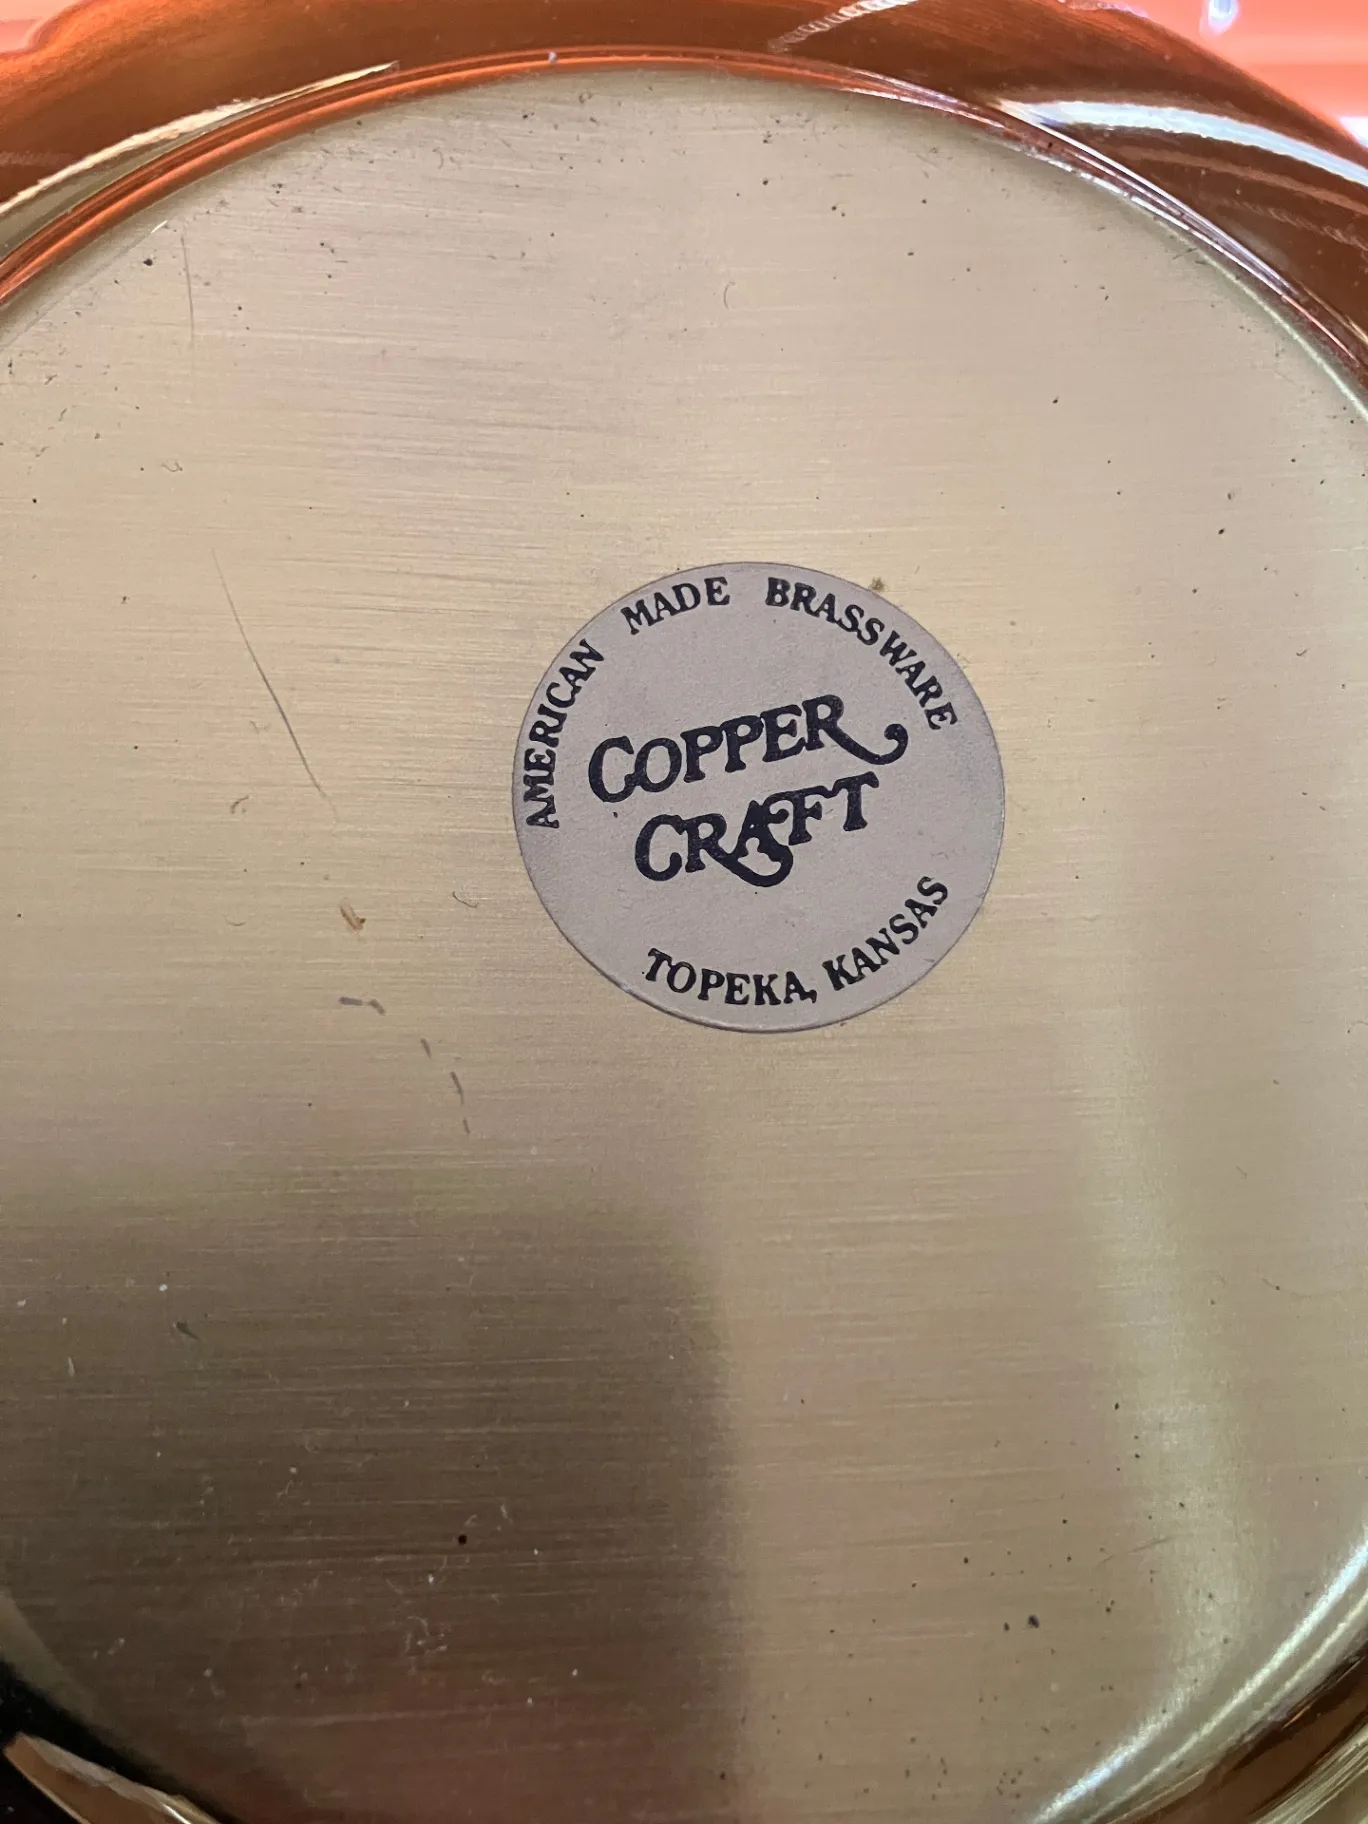 AMERICAN MADE BRASSWARE
COPPER
CRAFT
TOPEKA, KANSAS